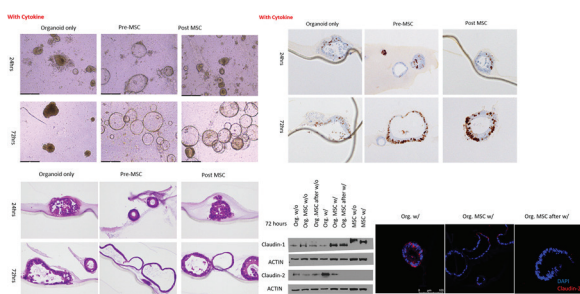 With Cytokine
Organoid only Pre-MSC Post MSC
24hrs
72hrs
Organoid only Pre-MSC Post MSC
24hrs
72hrs
With Cytokine
Organoid only Pre-MSC Post MSC
24hrs
72hrs
72 hours
Org. w/o
Org. MSC w/o
Org. MSC after w/o
Org. w/
Org. MSC w/
Org. MSC after w/
MSC w/o
MSC w/
Claudin-1
ACTIN
Claudin-2
ACTIN
Org. w/ Org. MSC w/ Org. MSC after w/
DAPI
Claudin-2